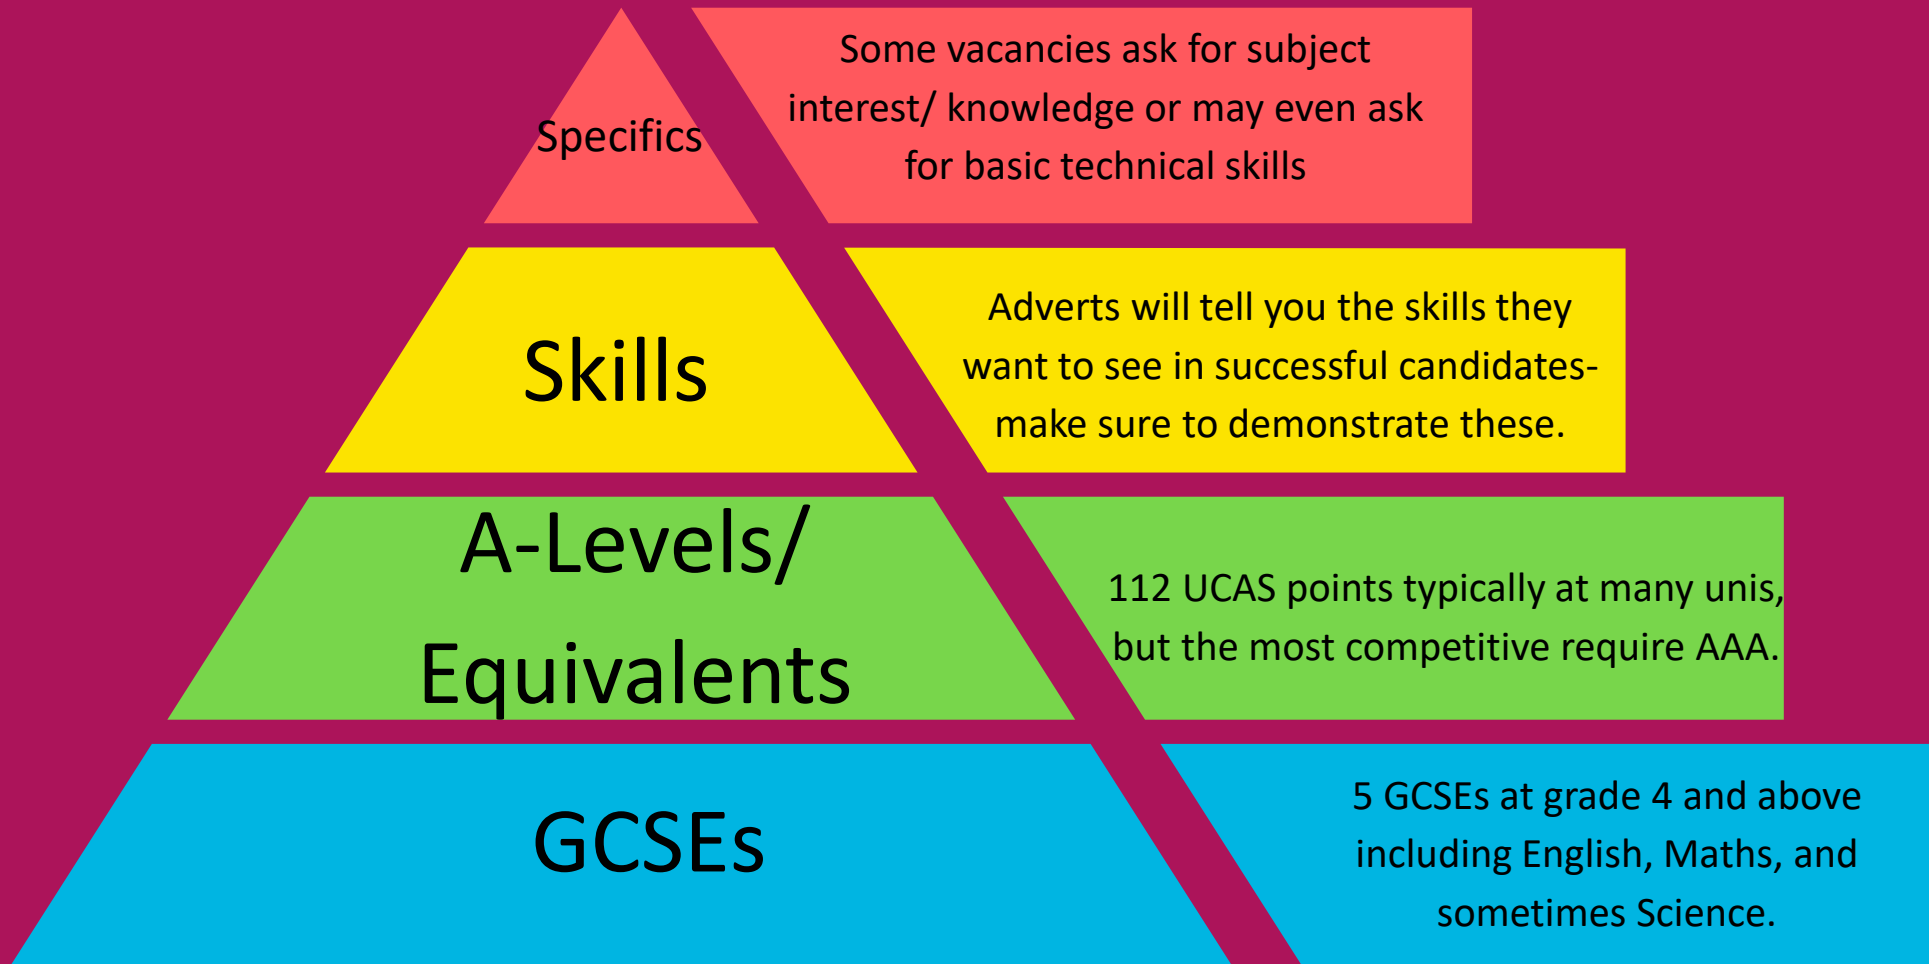 Specifics
Some vacancies ask for subject
interest/ knowledge or may even ask
for basic technical skills
Skills
Adverts will tell you the skills they
want to see in successful candidates-
make sure to demonstrate these.
A-Levels/
Equivalents
112 UCAS points typically at many unis,
but the most competitive require AAA.
GCSEs
5 GCSEs at grade 4 and above
including English, Maths, and
sometimes Science.